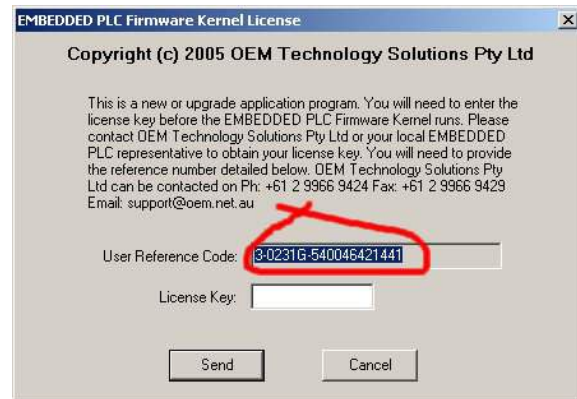 EMBEDDED PLC Firmware Kernel License
Copyright (c) 2005 OEM Technology Solutions Pty Ltd
This is a new or upgrade application program. You will need to enter the
license key before the EMBEDDED PLC Firmware Kernel runs. Please
contact OEM Technology Solutions Pty Ltd or your local EMBEDDED
PLC representative to obtain your license key. You will need to provide
the reference number detailed below. OEM Technology Solutions Pty
Ltd can be contacted on Ph: +61 2 9966 9424 Fax: +61 2 9966 9429
Email: support@oem.net.au
User Reference Code: 3-0231G-540046421441
License Key:
Send Cancel